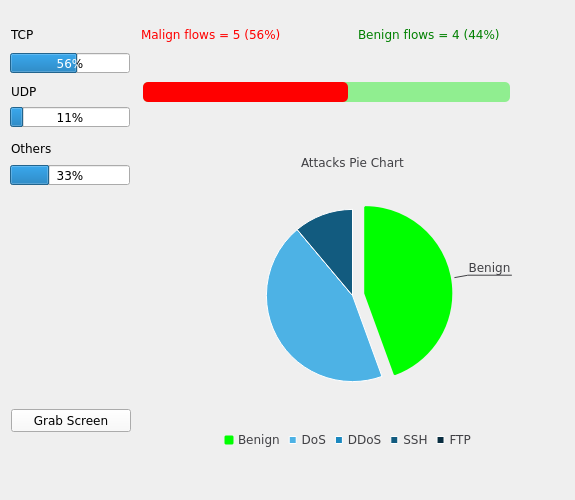 TCP
Malign flows = 5 (56%)
Benign flows = 4 (44%)
56%
UDP
11%
Others
33%
Attacks Pie Chart
Benign
Grab Screen
Benign DoS DDoS SSH FTP